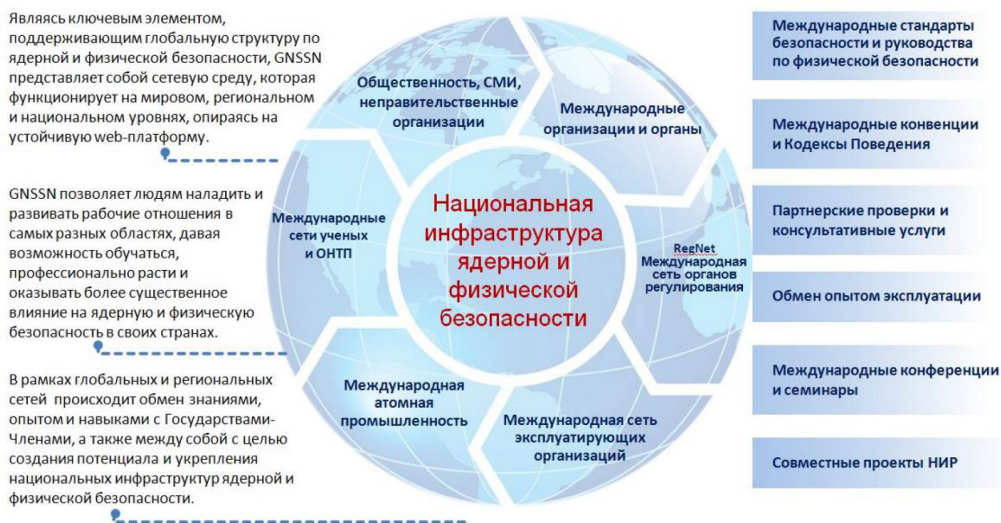 Являясь ключевым элементом,
поддерживающим глобальную структуру по
ядерной и физической безопасности, GNSSN
представляет собой сетевую среду, которая
функционирует на мировом, региональном
и национальном уровнях, опираясь на
устойчивую web-платформу.
GNSSN позволяет людям наладить и
развивать рабочие отношения в
самых разных областях, давая
возможность обучаться,
профессионально расти и
оказывать более существенное
влияние на ядерную и физическую
безопасность в своих странах.
В рамках глобальных и региональных
сетей происходит обмен знаниями,
опытом и навыками с Государствами-
Членами, а также между собой с целью
создания потенциала и укрепления
национальных инфраструктур ядерной и
физической безопасности.
Общественность, СМИ,
неправительственные
организации
Международные
организации и органы
Международные
сети ученых
и ОНТП
Национальная
инфраструктура
ядерной и
физической
безопасности
RegNet
Международная
сеть органов
регулирования
Международная
атомная
промышленность
Международная сеть
эксплуатирующих
организаций
Международные стандарты
безопасности и руководства
по физической безопасности
Международные конвенции
и Кодексы Поведения
Партнерские проверки и
консультативные услуги
Обмен опытом эксплуатации
Международные конференции
и семинары
Совместные проекты НИР